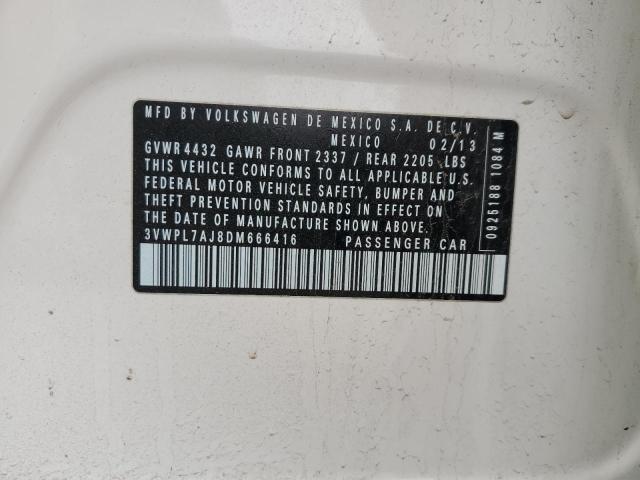 MFD BY VOLKSWAGEN DE MEXICO S.A. DE C.V.
MEXICO 02/13
GVWR 4432 GAWR FRONT 2337 / REAR 2205 LBS
THIS VEHICLE CONFORMS TO ALL APPLICABLE U.S.
FEDERAL MOTOR VEHICLE SAFETY, BUMPER AND
THEFT PREVENTION STANDARDS IN EFFECT ON
THE DATE OF MANUFACTURE SHOWN ABOVE.
3VWPL7AJ8DM666416 PASSENGER CAR
0925188 1084 M